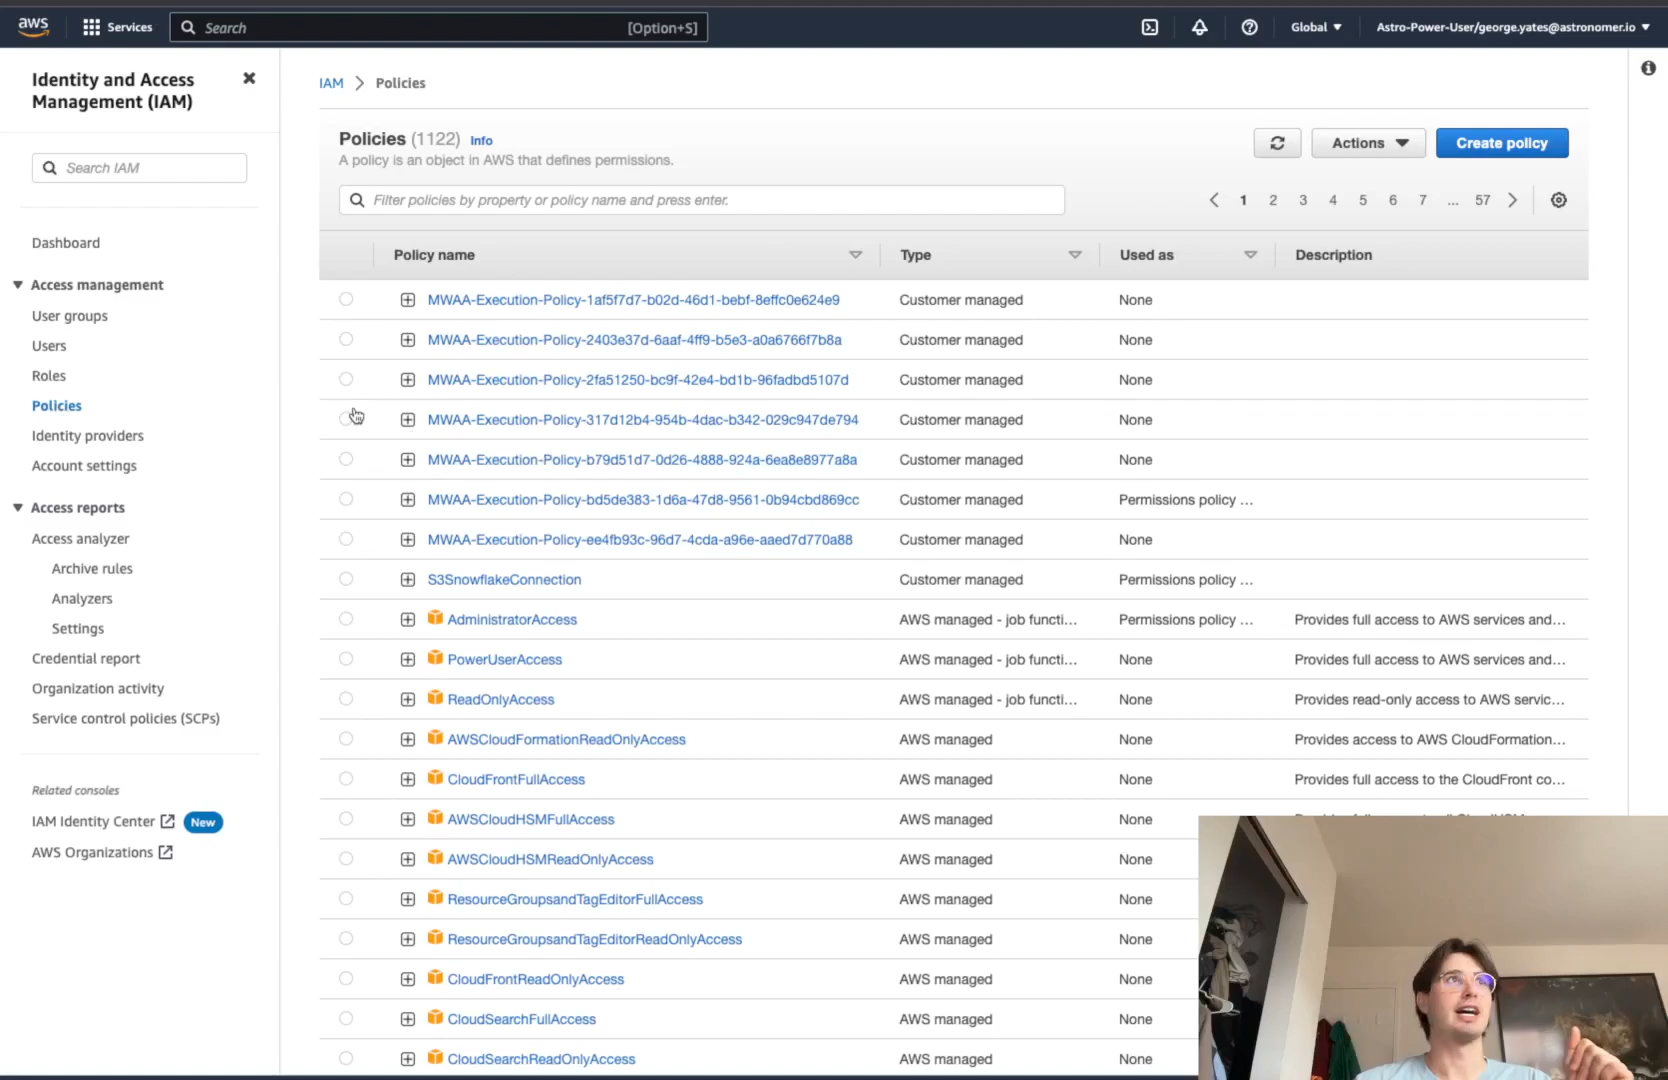 aws
Services
Search
[Option+S]
Global
Astro-Power-User/george.yates@astronomer.io
Identity and Access
Management (IAM)
Search IAM
Dashboard
Access management
User groups
Users
Roles
Policies
Identity providers
Account settings
Access reports
Access analyzer
Archive rules
Analyzers
Settings
Credential report
Organization activity
Service control policies (SCPs)
Related consoles
IAM Identity Center New
AWS Organizations
IAM > Policies
Policies (1122) Info
A policy is an object in AWS that defines permissions.
Actions
Create policy
Filter policies by property or policy name and press enter.
1 2 3 4 5 6 7 ... 57
Policy name Type Used as Description
MWAA-Execution-Policy-1af5f7d7-b02d-46d1-bebf-8effc0e624e9 Customer managed None
MWAA-Execution-Policy-2403e37d-6aaf-4ff9-b5e3-a0a6766f7b8a Customer managed None
MWAA-Execution-Policy-2fa51250-bc9f-42e4-bd1b-96fadbd5107d Customer managed None
MWAA-Execution-Policy-317d12b4-954b-4dac-b342-029c947de794 Customer managed None
MWAA-Execution-Policy-b79d51d7-0d26-4888-924a-6ea8e8977a8a Customer managed None
MWAA-Execution-Policy-bd5de383-1d6a-47d8-9561-0b94cbd869cc Customer managed Permissions policy ...
MWAA-Execution-Policy-ee4fb93c-96d7-4cda-a96e-aaed7d770a88 Customer managed None
S3SnowflakeConnection Customer managed Permissions policy ...
AdministratorAccess AWS managed - job functi... Permissions policy ... Provides full access to AWS services and...
PowerUserAccess AWS managed - job functi... None Provides full access to AWS services and...
ReadOnlyAccess AWS managed - job functi... None Provides read-only access to AWS servic...
AWSCloudFormationReadOnlyAccess AWS managed None Provides access to AWS CloudFormation...
CloudFrontFullAccess AWS managed None Provides full access to the CloudFront co...
AWSCloudHSMFullAccess AWS managed None
AWSCloudHSMReadOnlyAccess AWS managed None
ResourceGroupsandTagEditorFullAccess AWS managed None
ResourceGroupsandTagEditorReadOnlyAccess AWS managed None
CloudFrontReadOnlyAccess AWS managed None
CloudSearchFullAccess AWS managed None
CloudSearchReadOnlyAccess AWS managed None